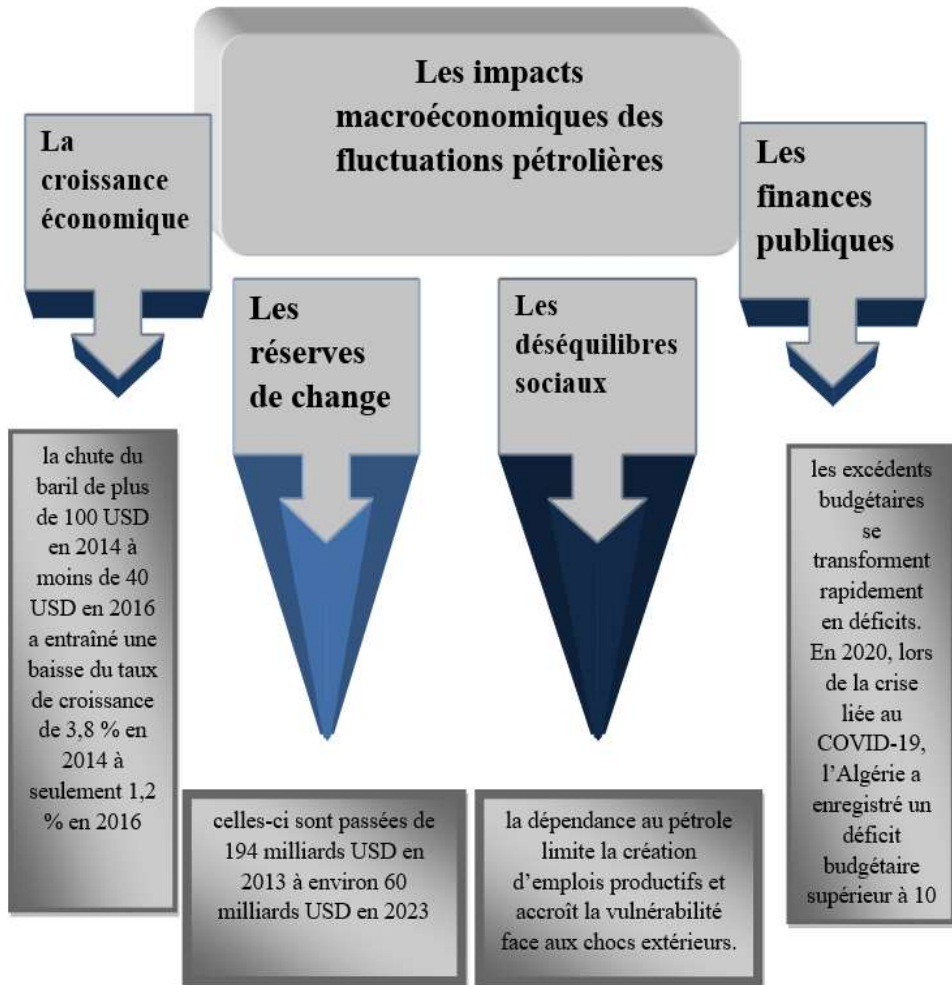 Les impacts
macroéconomiques des
fluctuations pétrolières
La
croissance
économique
Les
réserves
de change
Les
déséquilibres
sociaux
Les
finances
publiques
la chute du
baril de plus
de 100 USD
en 2014 à
moins de 40
USD en 2016
a entraîné une
baisse du taux
de croissance
de 3,8 % en
2014 à
seulement 1,2
% en 2016
celles-ci sont passées de
194 milliards USD en
2013 à environ 60
milliards USD en 2023
la dépendance au pétrole
limite la création
d’emplois productifs et
accroît la vulnérabilité
face aux chocs extérieurs.
les excédents
budgétaires
se
transforment
rapidement
en déficits.
En 2020, lors
de la crise
liée au
COVID-19,
l’Algérie a
enregistré un
déficit
budgétaire
supérieur à 10